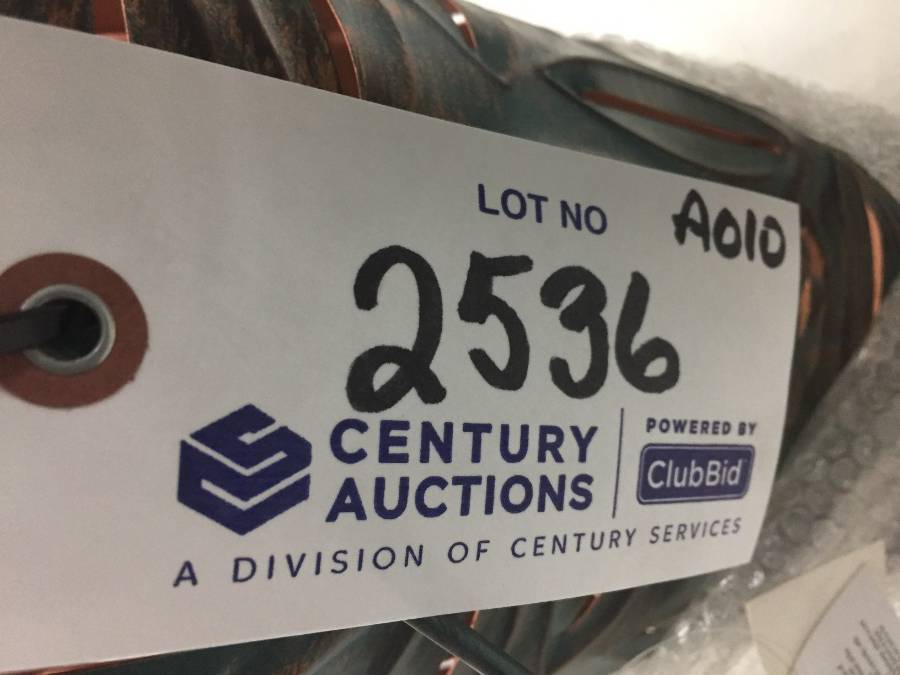 LOT NO
A010
2536
CENTURY
AUCTIONS
POWERED BY
ClubBid
A DIVISION OF CENTURY SERVICES